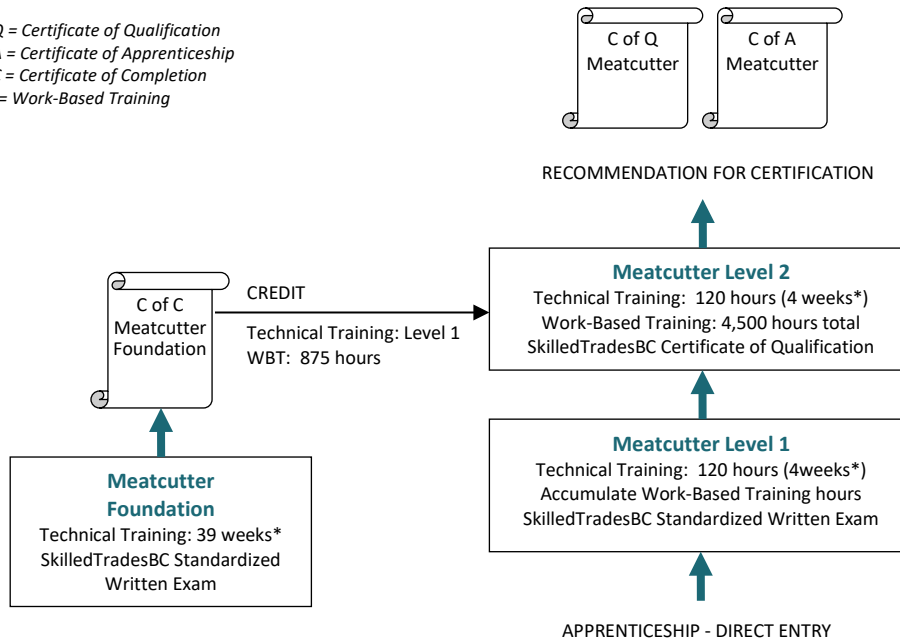 Q = Certificate of Qualification
A = Certificate of Apprenticeship
C = Certificate of Completion
= Work-Based Training
C of Q
Meatcutter
C of A
Meatcutter
RECOMMENDATION FOR CERTIFICATION
Meatcutter Level 2
Technical Training:  120 hours (4 weeks*)
Work-Based Training: 4,500 hours total
SkilledTradesBC Certificate of Qualification
C of C
Meatcutter
Foundation
CREDIT
Technical Training: Level 1
WBT:  875 hours
Meatcutter Level 1
Technical Training:  120 hours (4weeks*)
Accumulate Work-Based Training hours
SkilledTradesBC Standardized Written Exam
Meatcutter
Foundation
Technical Training: 39 weeks*
SkilledTradesBC Standardized
Written Exam
APPRENTICESHIP - DIRECT ENTRY